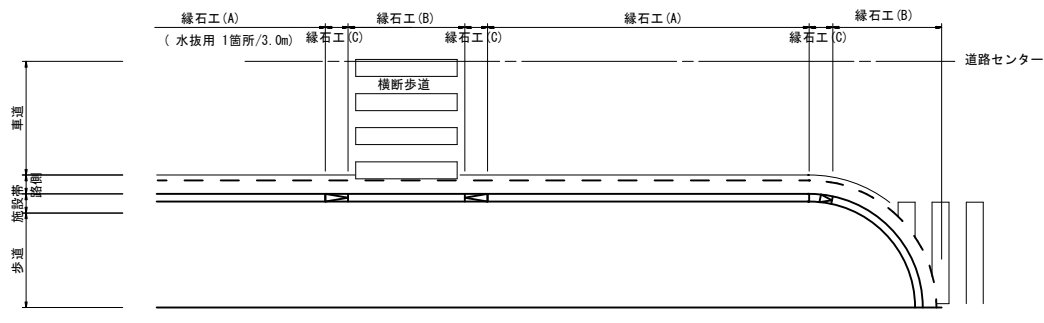 縁石工(A)
縁石工(B)
縁石工(A)
縁石工(B)
( 水抜用 1箇所/3.0m)
縁石工(C)
縁石工(C)
縁石工(C)
道路センター
横断歩道
車道
路側
施設帯
歩道